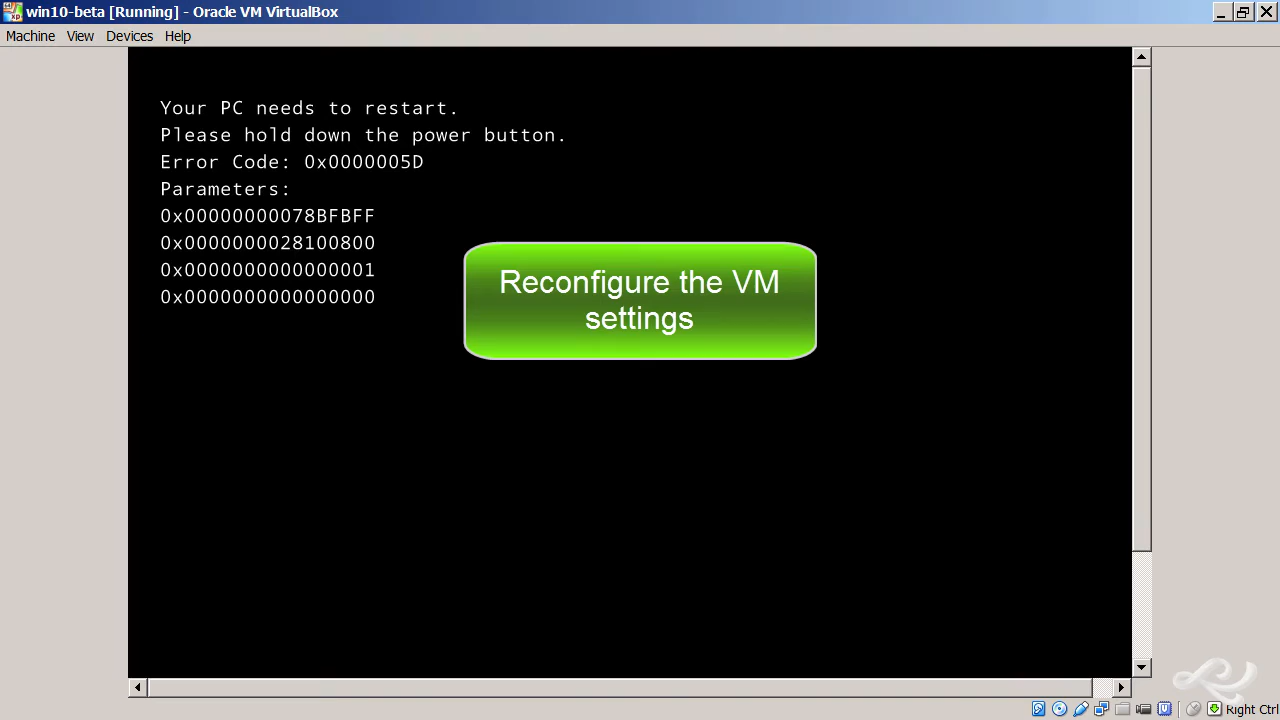 win10-beta [Running] - Oracle VM VirtualBox
Machine View Devices Help
Your PC needs to restart.
Please hold down the power button.
Error Code: 0x0000005D
Parameters:
0x00000000078BFBFF
0x0000000028100800
0x0000000000000001
0x0000000000000000
Reconfigure the VM
settings
Right Ctrl